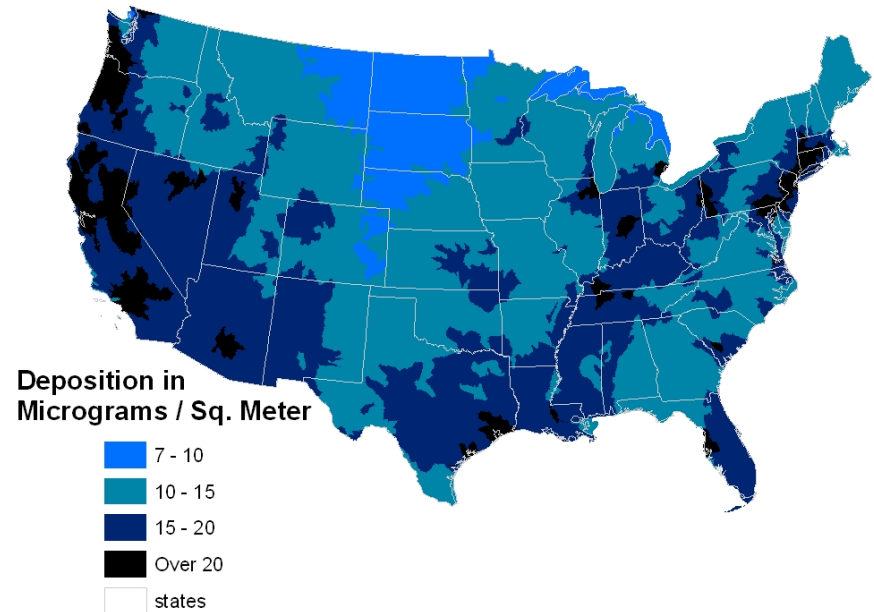 Deposition in
Micrograms / Sq. Meter
7 - 10
10 - 15
15 - 20
Over 20
states